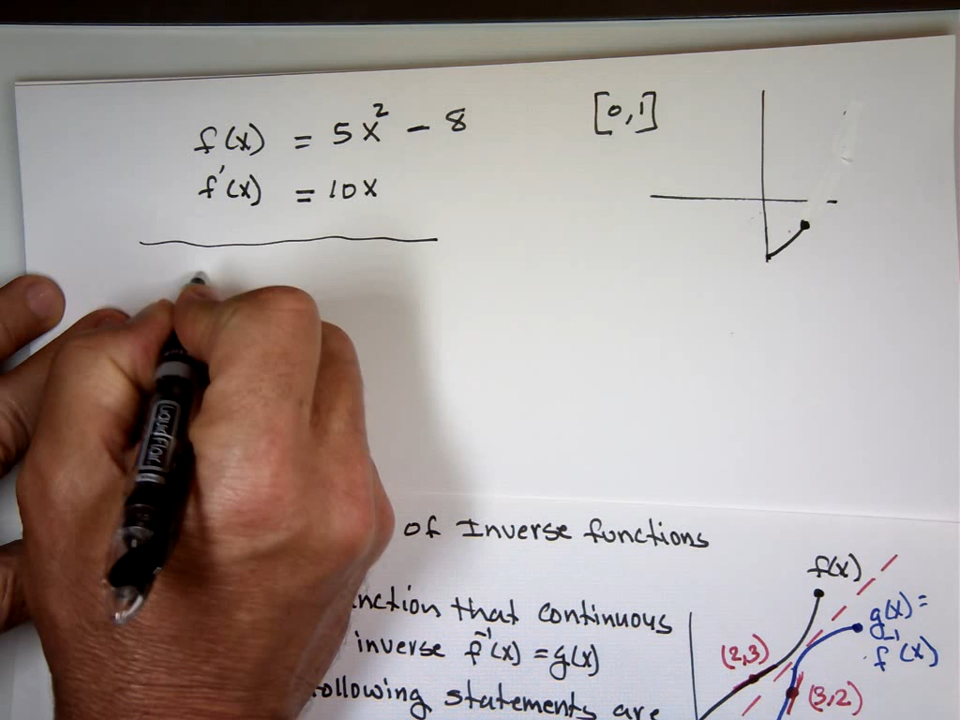 f(x) = 5x² - 8
[0,1]
f'(x) = 10x
of Inverse functions
f(x)
nction that continuous
g(x) =
inverse f⁻¹(x) = g(x)
f⁻¹(x)
(2,3)
ollowing statements are
(3,2)